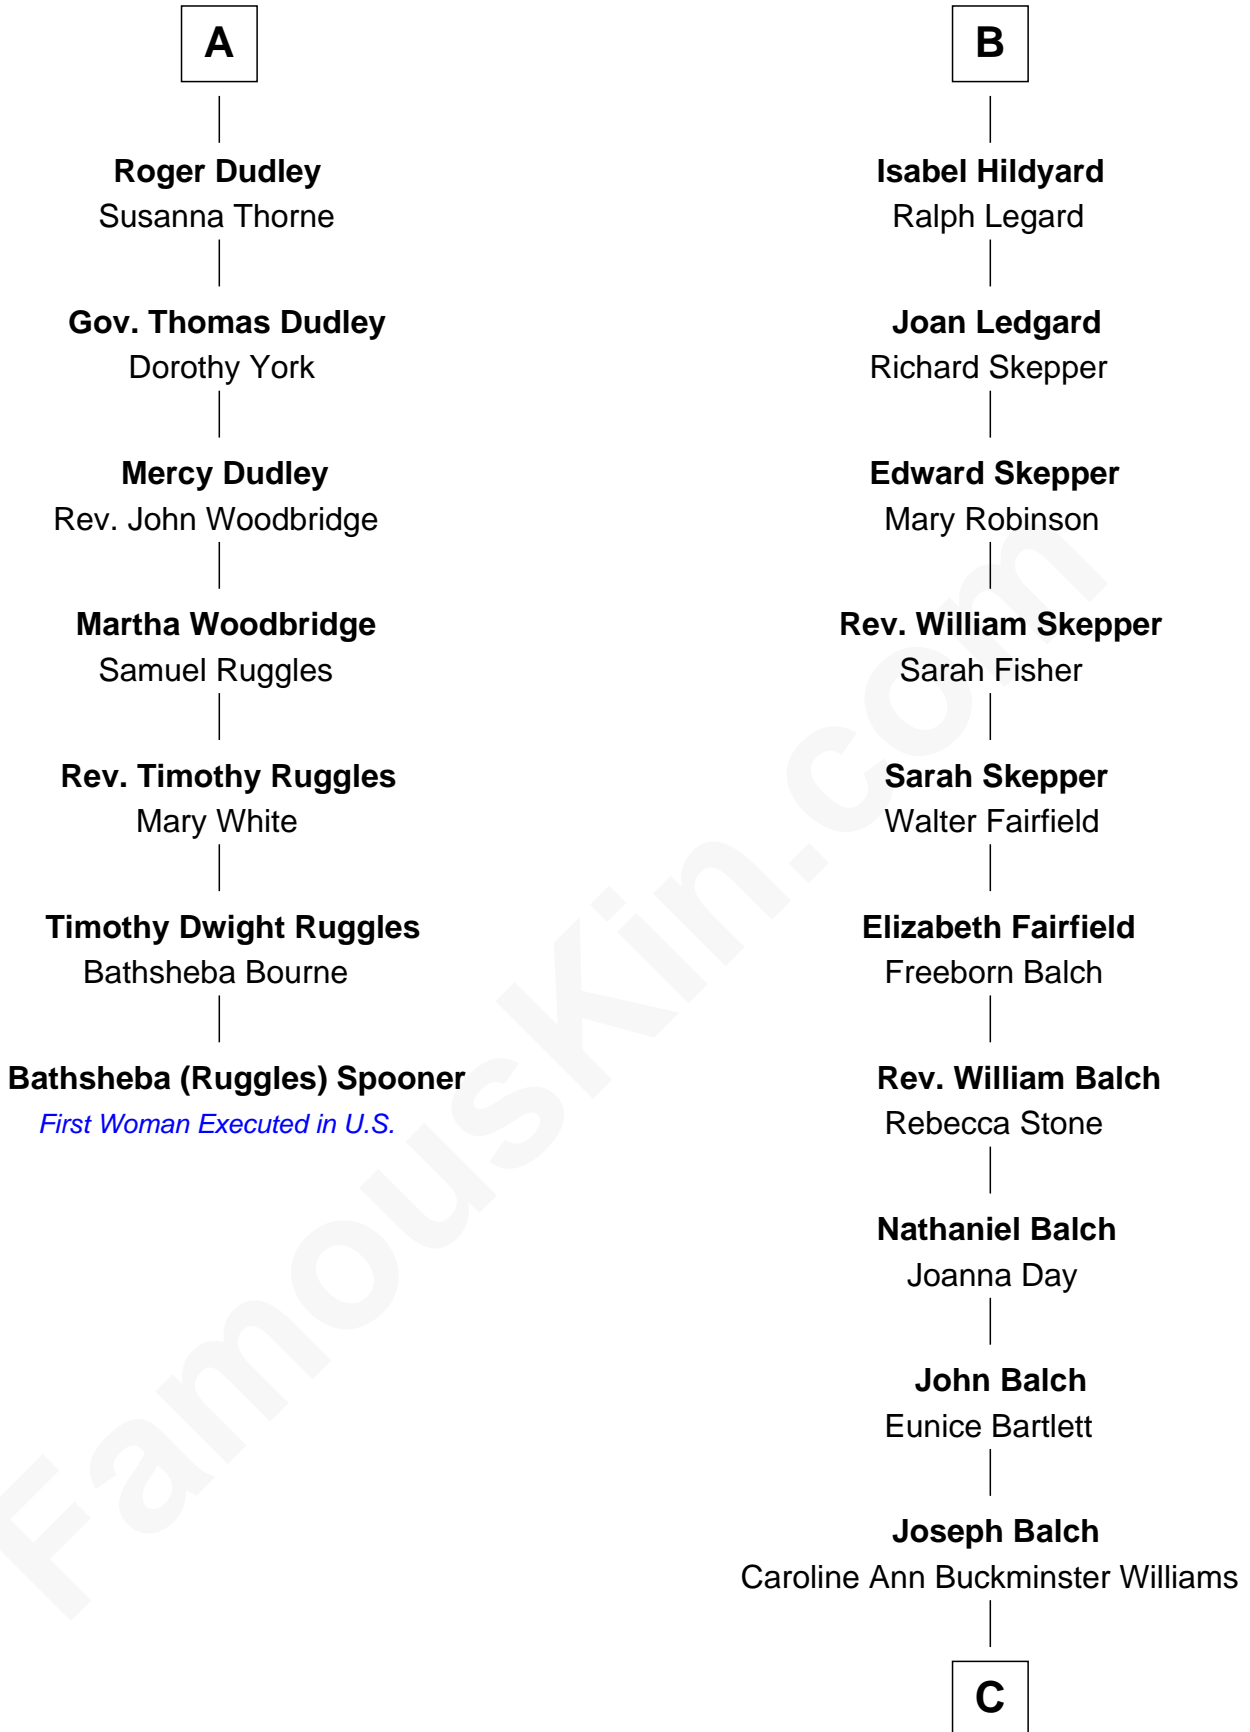 A
Roger Dudley
Susanna Thorne
Gov. Thomas Dudley
Dorothy York
Mercy Dudley
Rev. John Woodbridge
Martha Woodbridge
Samuel Ruggles
Rev. Timothy Ruggles
Mary White
Timothy Dwight Ruggles
Bathsheba Bourne
Bathsheba (Ruggles) Spooner
First Woman Executed in U.S.
B
Isabel Hildyard
Ralph Legard
Joan Ledgard
Richard Skepper
Edward Skepper
Mary Robinson
Rev. William Skepper
Sarah Fisher
Sarah Skepper
Walter Fairfield
Elizabeth Fairfield
Freeborn Balch
Rev. William Balch
Rebecca Stone
Nathaniel Balch
Joanna Day
John Balch
Eunice Bartlett
Joseph Balch
Caroline Ann Buckminster Williams
C
FamousKin.com